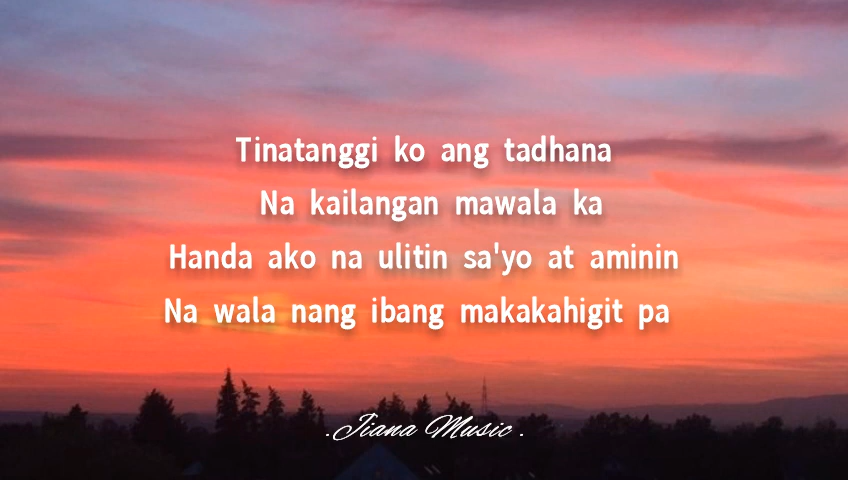 Tinatanggi ko ang tadhana
Na kailangan mawala ka
Handa ako na ulitin sa'yo at aminin
Na wala nang ibang makakahigit pa
.Jiana Music.